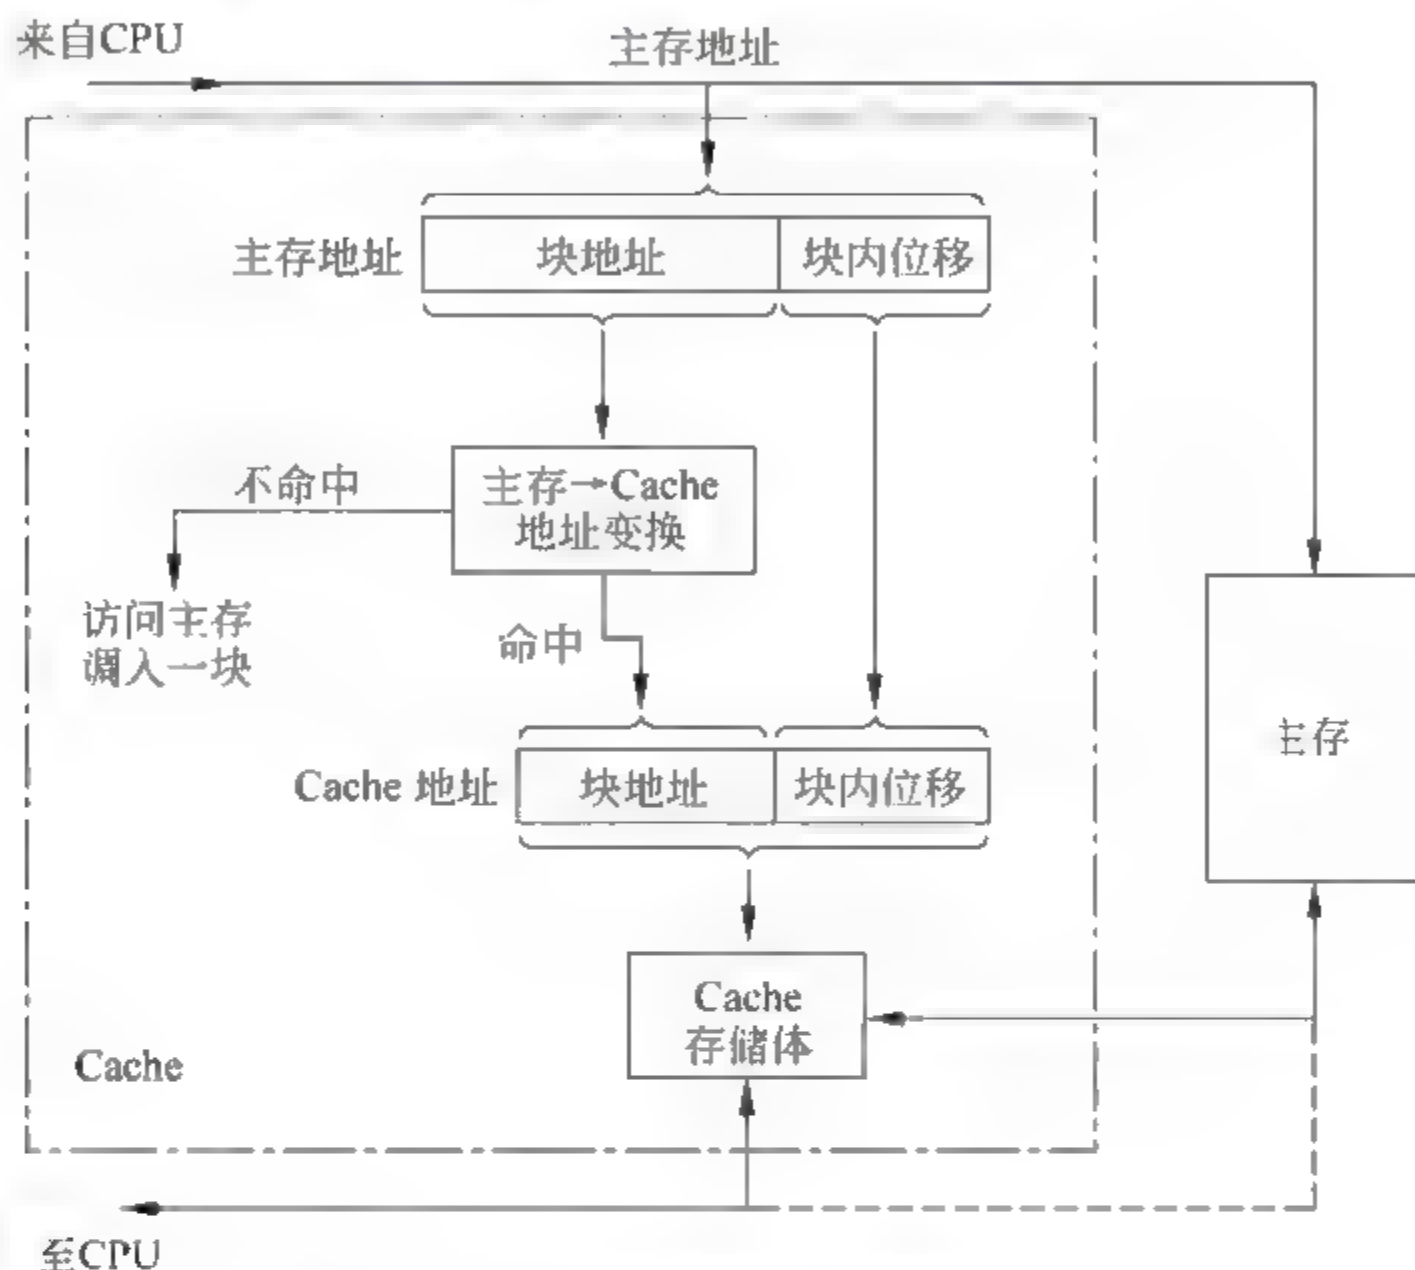 来自CPU
主存地址
主存地址
块地址
块内位移
不命中
主存→Cache
地址变换
访问主存
调入一块
命中
主存
Cache 地址
块地址
块内位移
Cache
存储体
Cache
至CPU